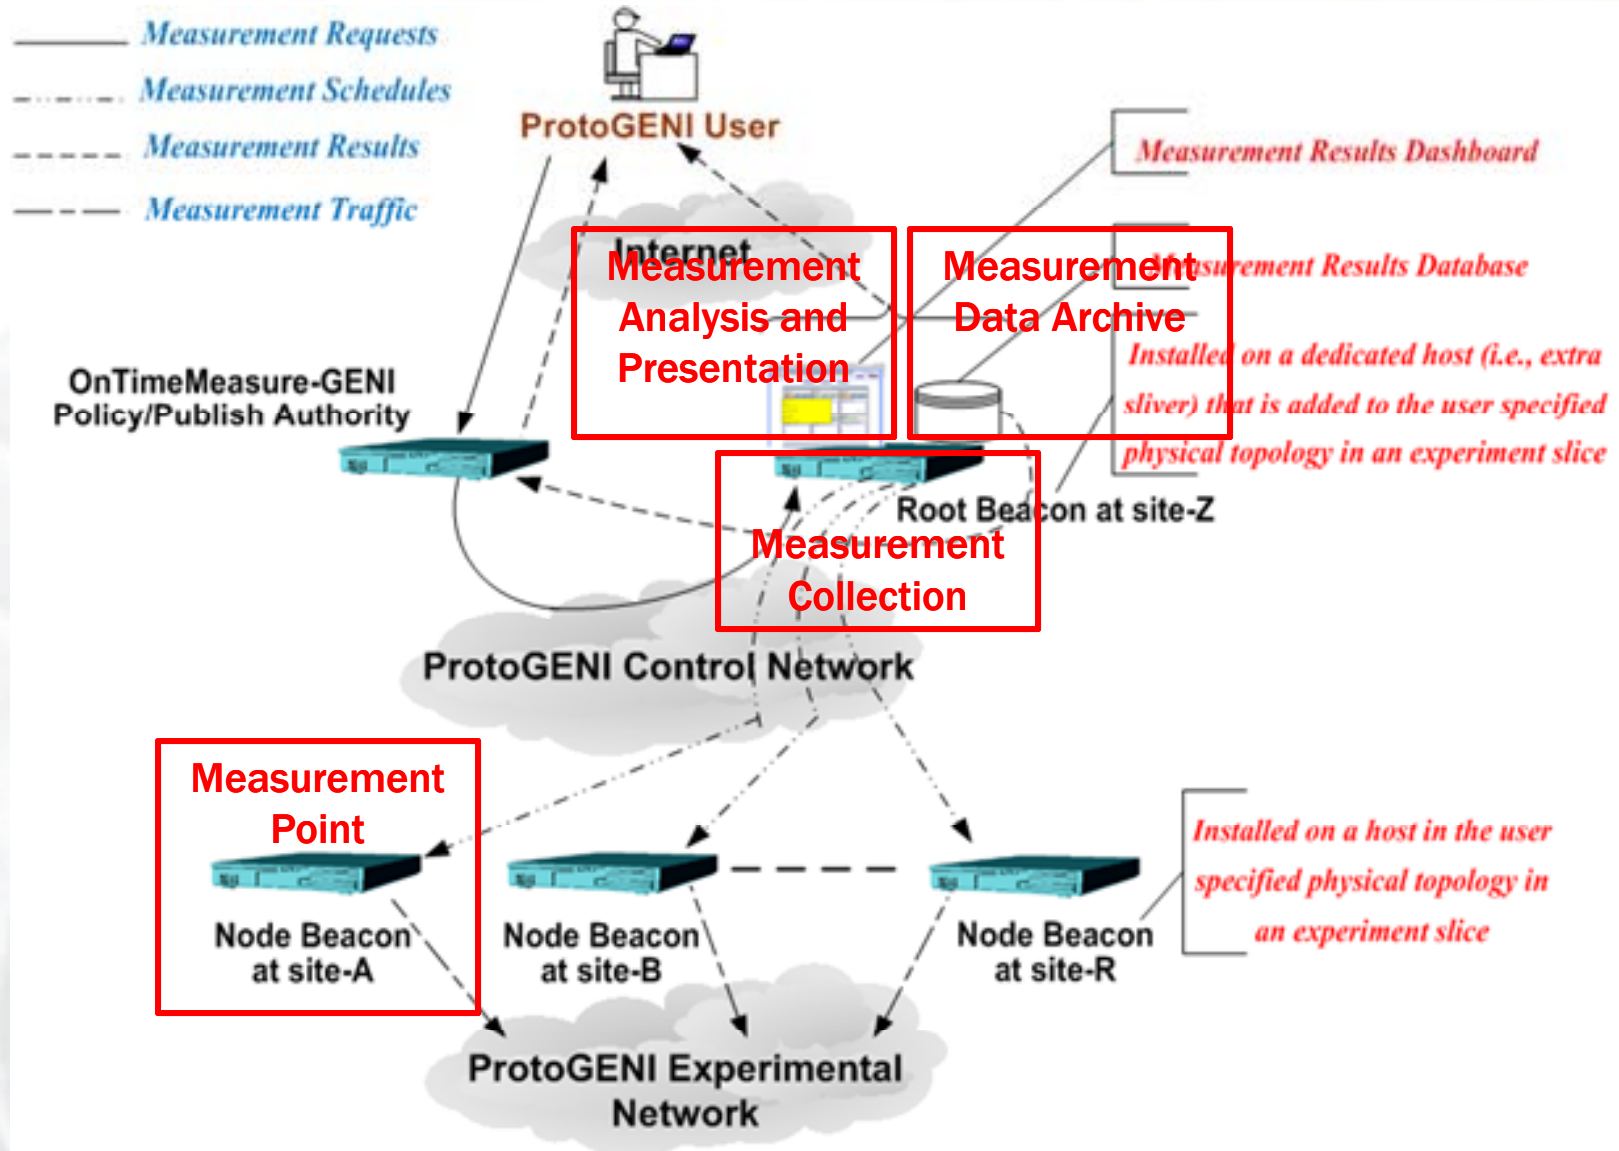 Measurement Requests
Measurement Schedules
Measurement Results
Measurement Traffic
ProtoGENI User
Measurement Results Dashboard
Internet
Measurement
Analysis and
Presentation
Measurement
Data Archive
Measurement Results Database
Installed on a dedicated host (i.e., extra
sliver) that is added to the user specified
physical topology in an experiment slice
OnTimeMeasure-GENI
Policy/Publish Authority
Root Beacon at site-Z
Measurement
Collection
ProtoGENI Control Network
Measurement
Point
Node Beacon
at site-A
Node Beacon
at site-B
Node Beacon
at site-R
Installed on a host in the user
specified physical topology in
an experiment slice
ProtoGENI Experimental
Network